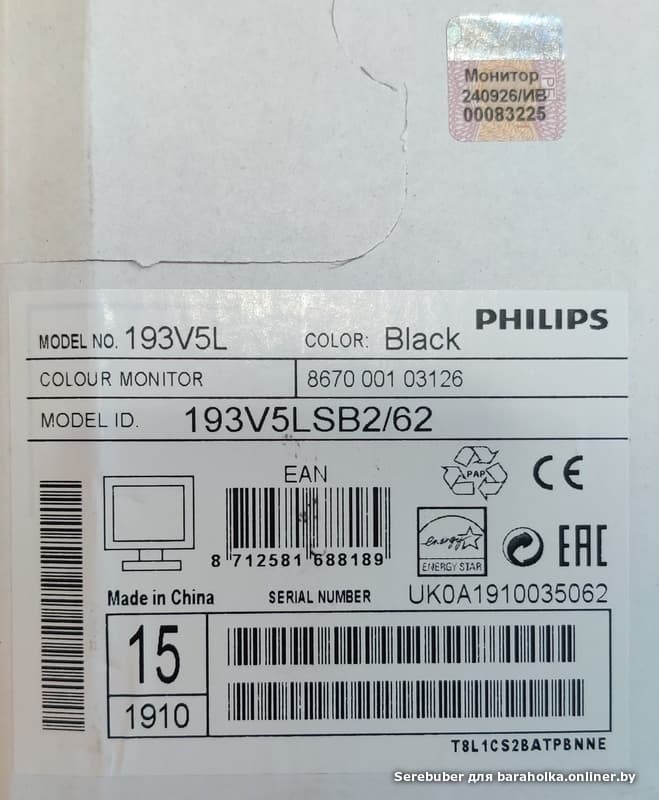 Монитор
240926/ИВ
00083225
PHILIPS
MODEL NO. 193V5L COLOR: Black
COLOUR MONITOR 8670 001 03126
MODEL ID. 193V5LSB2/62
EAN
PAP
CE
8 712581 688189
energy
ENERGY STAR
EAC
Made in China SERIAL NUMBER UK0A1910035062
15
1910
T8L1CS2BATPBNNE
Serebuber для baraholka.onliner.by